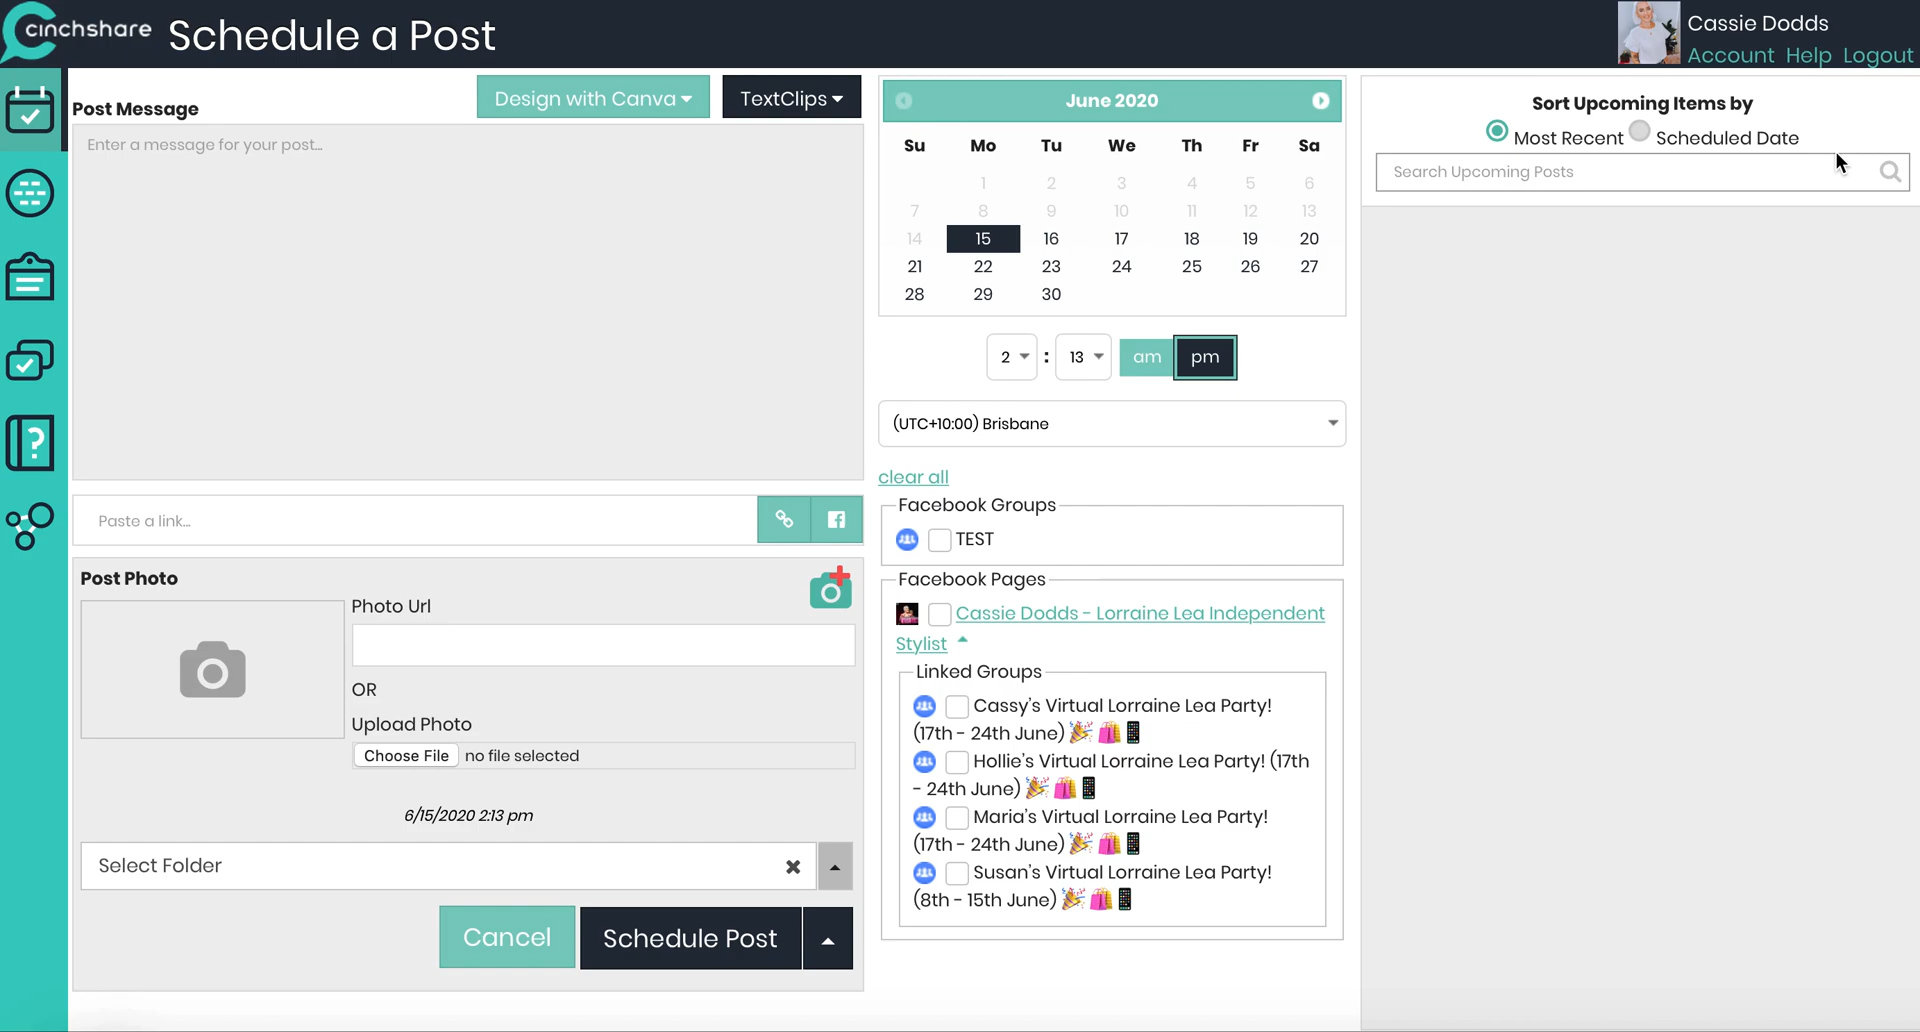 cinchshare
Schedule a Post
Cassie Dodds
Account Help Logout
Post Message
Design with Canva
TextClips
Enter a message for your post...
Paste a link...
Post Photo
Photo Url
OR
Upload Photo
Choose File no file selected
6/15/2020 2:13 pm
Select Folder
Cancel
Schedule Post
June 2020
Su Mo Tu We Th Fr Sa
1 2 3 4 5 6
7 8 9 10 11 12 13
14 15 16 17 18 19 20
21 22 23 24 25 26 27
28 29 30
2 : 13 am pm
(UTC+10:00) Brisbane
clear all
Facebook Groups
TEST
Facebook Pages
Cassie Dodds - Lorraine Lea Independent
Stylist
Linked Groups
Cassy's Virtual Lorraine Lea Party!
(17th - 24th June) 🎉🛍️📱
Hollie's Virtual Lorraine Lea Party! (17th
- 24th June) 🎉🛍️📱
Maria's Virtual Lorraine Lea Party!
(17th - 24th June) 🎉🛍️📱
Susan's Virtual Lorraine Lea Party!
(8th - 15th June) 🎉🛍️📱
Sort Upcoming Items by
Most Recent Scheduled Date
Search Upcoming Posts